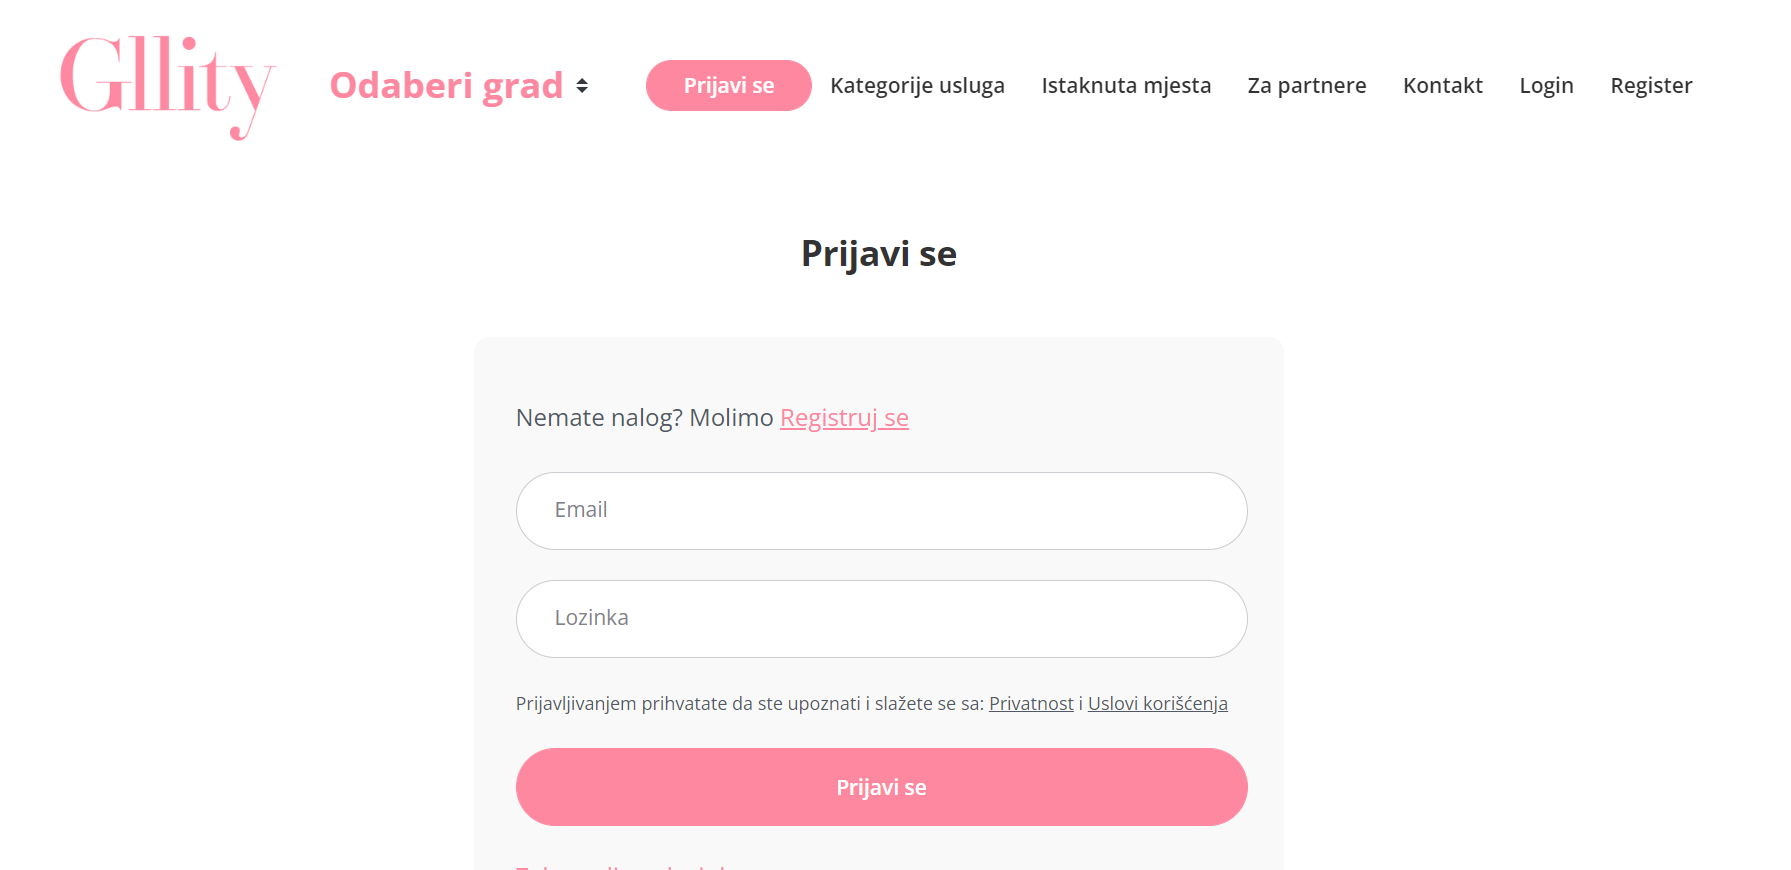 Gllity
Odaberi grad
Prijavi se
Kategorije usluga
Istaknuta mjesta
Za partnere
Kontakt
Login
Register
Prijavi se
Nemate nalog? Molimo Registruj se
Email
Lozinka
Prijavljivanjem prihvatate da ste upoznati i slažete se sa: Privatnost i Uslovi korišćenja
Prijavi se